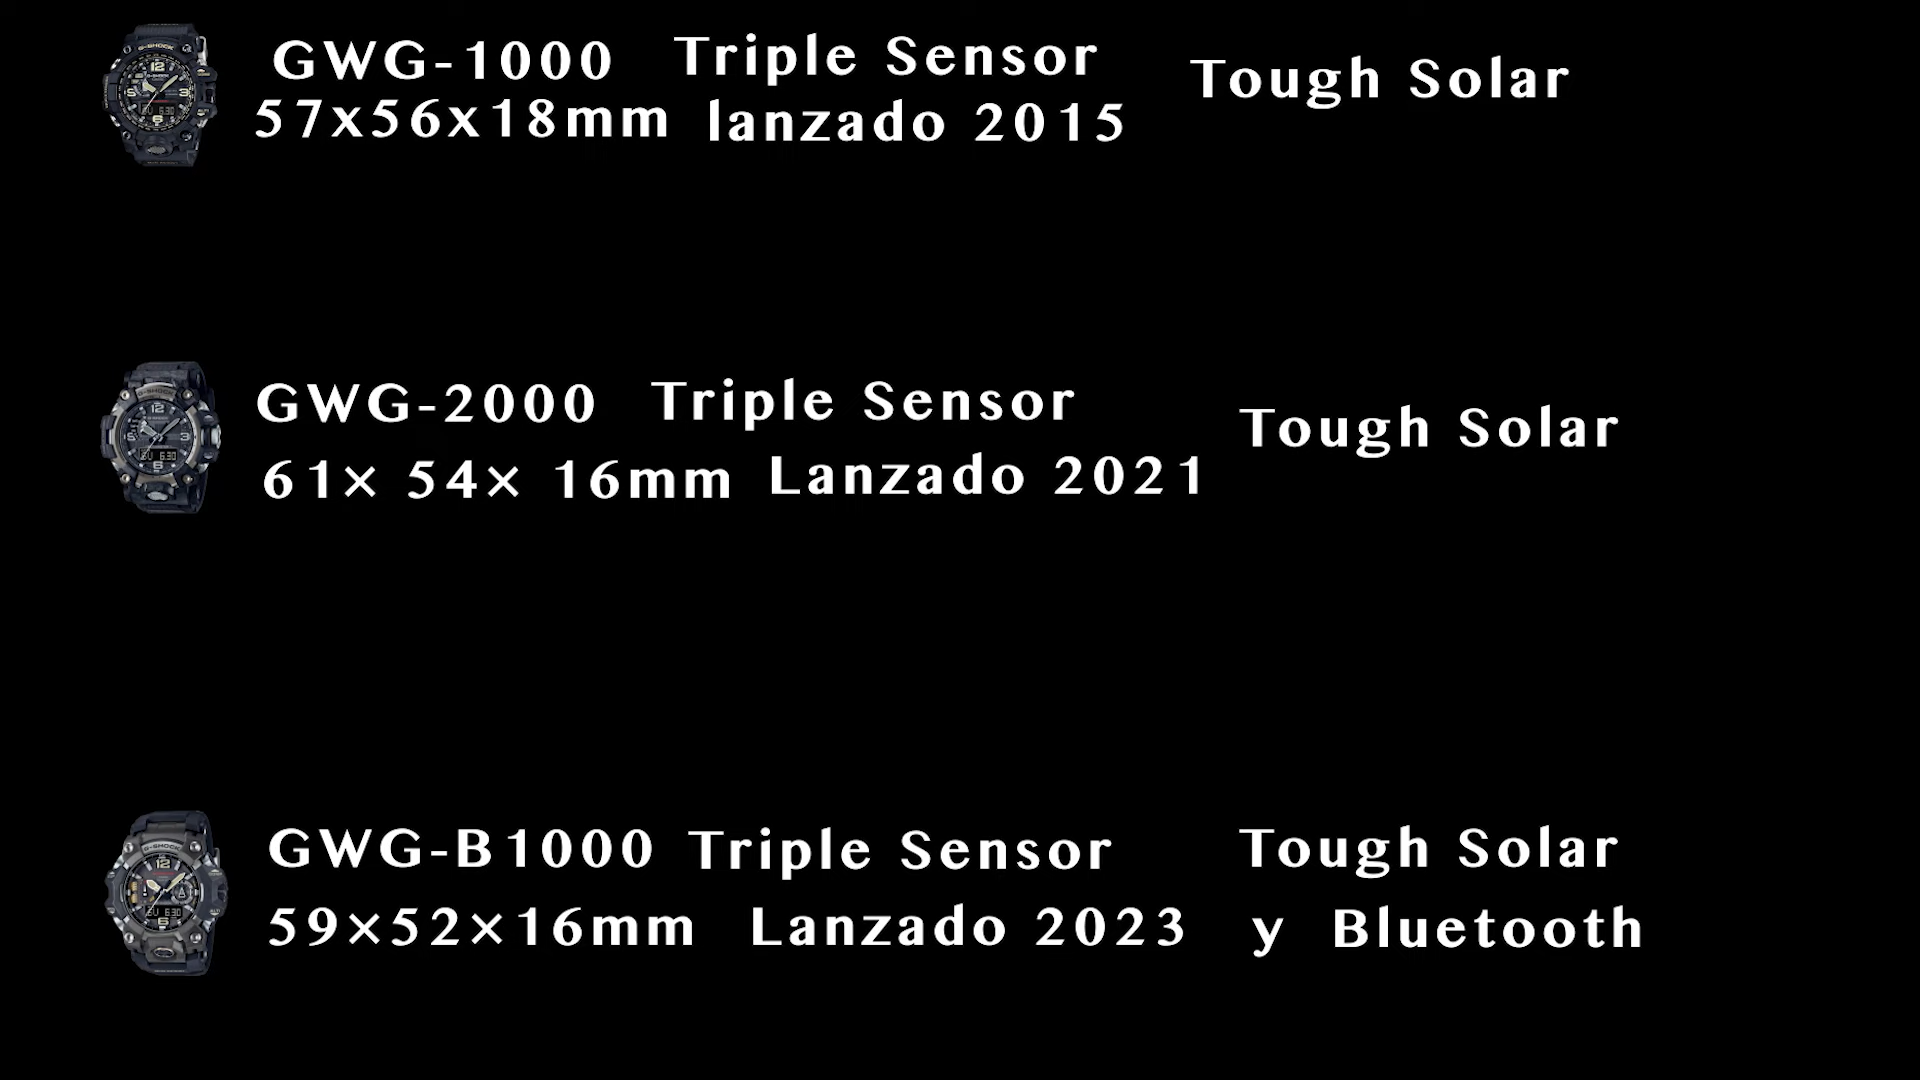 GWG-1000 Triple Sensor Tough Solar
57x56x18mm lanzado 2015
GWG-2000 Triple Sensor Tough Solar
61× 54× 16mm Lanzado 2021
GWG-B1000 Triple Sensor Tough Solar
59×52×16mm Lanzado 2023 y Bluetooth